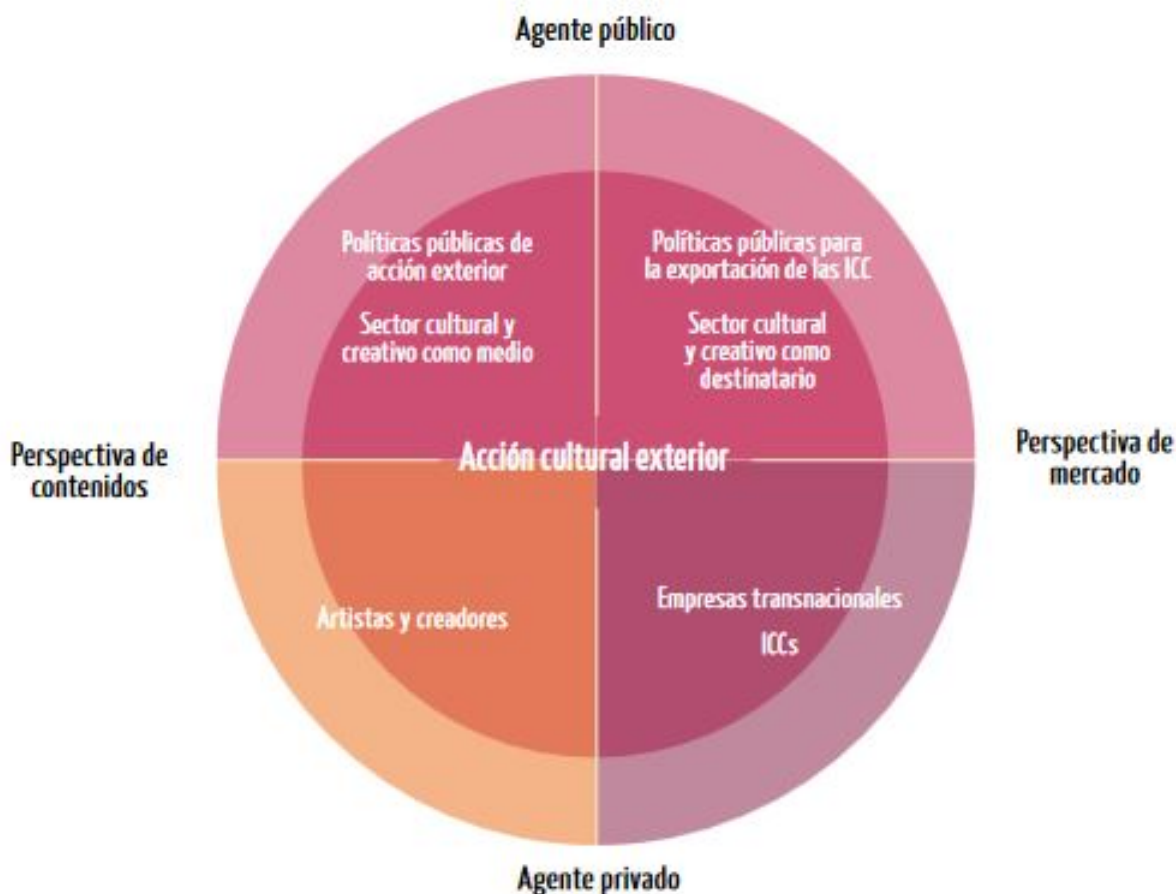 Agente público
Políticas públicas de
acción exterior
Sector cultural y
creativo como medio
Políticas públicas para
la exportación de las ICC
Sector cultural
y creativo como
destinatario
Perspectiva de
contenidos
Acción cultural exterior
Perspectiva de
mercado
Artistas y creadores
Empresas transnacionales
ICCs
Agente privado